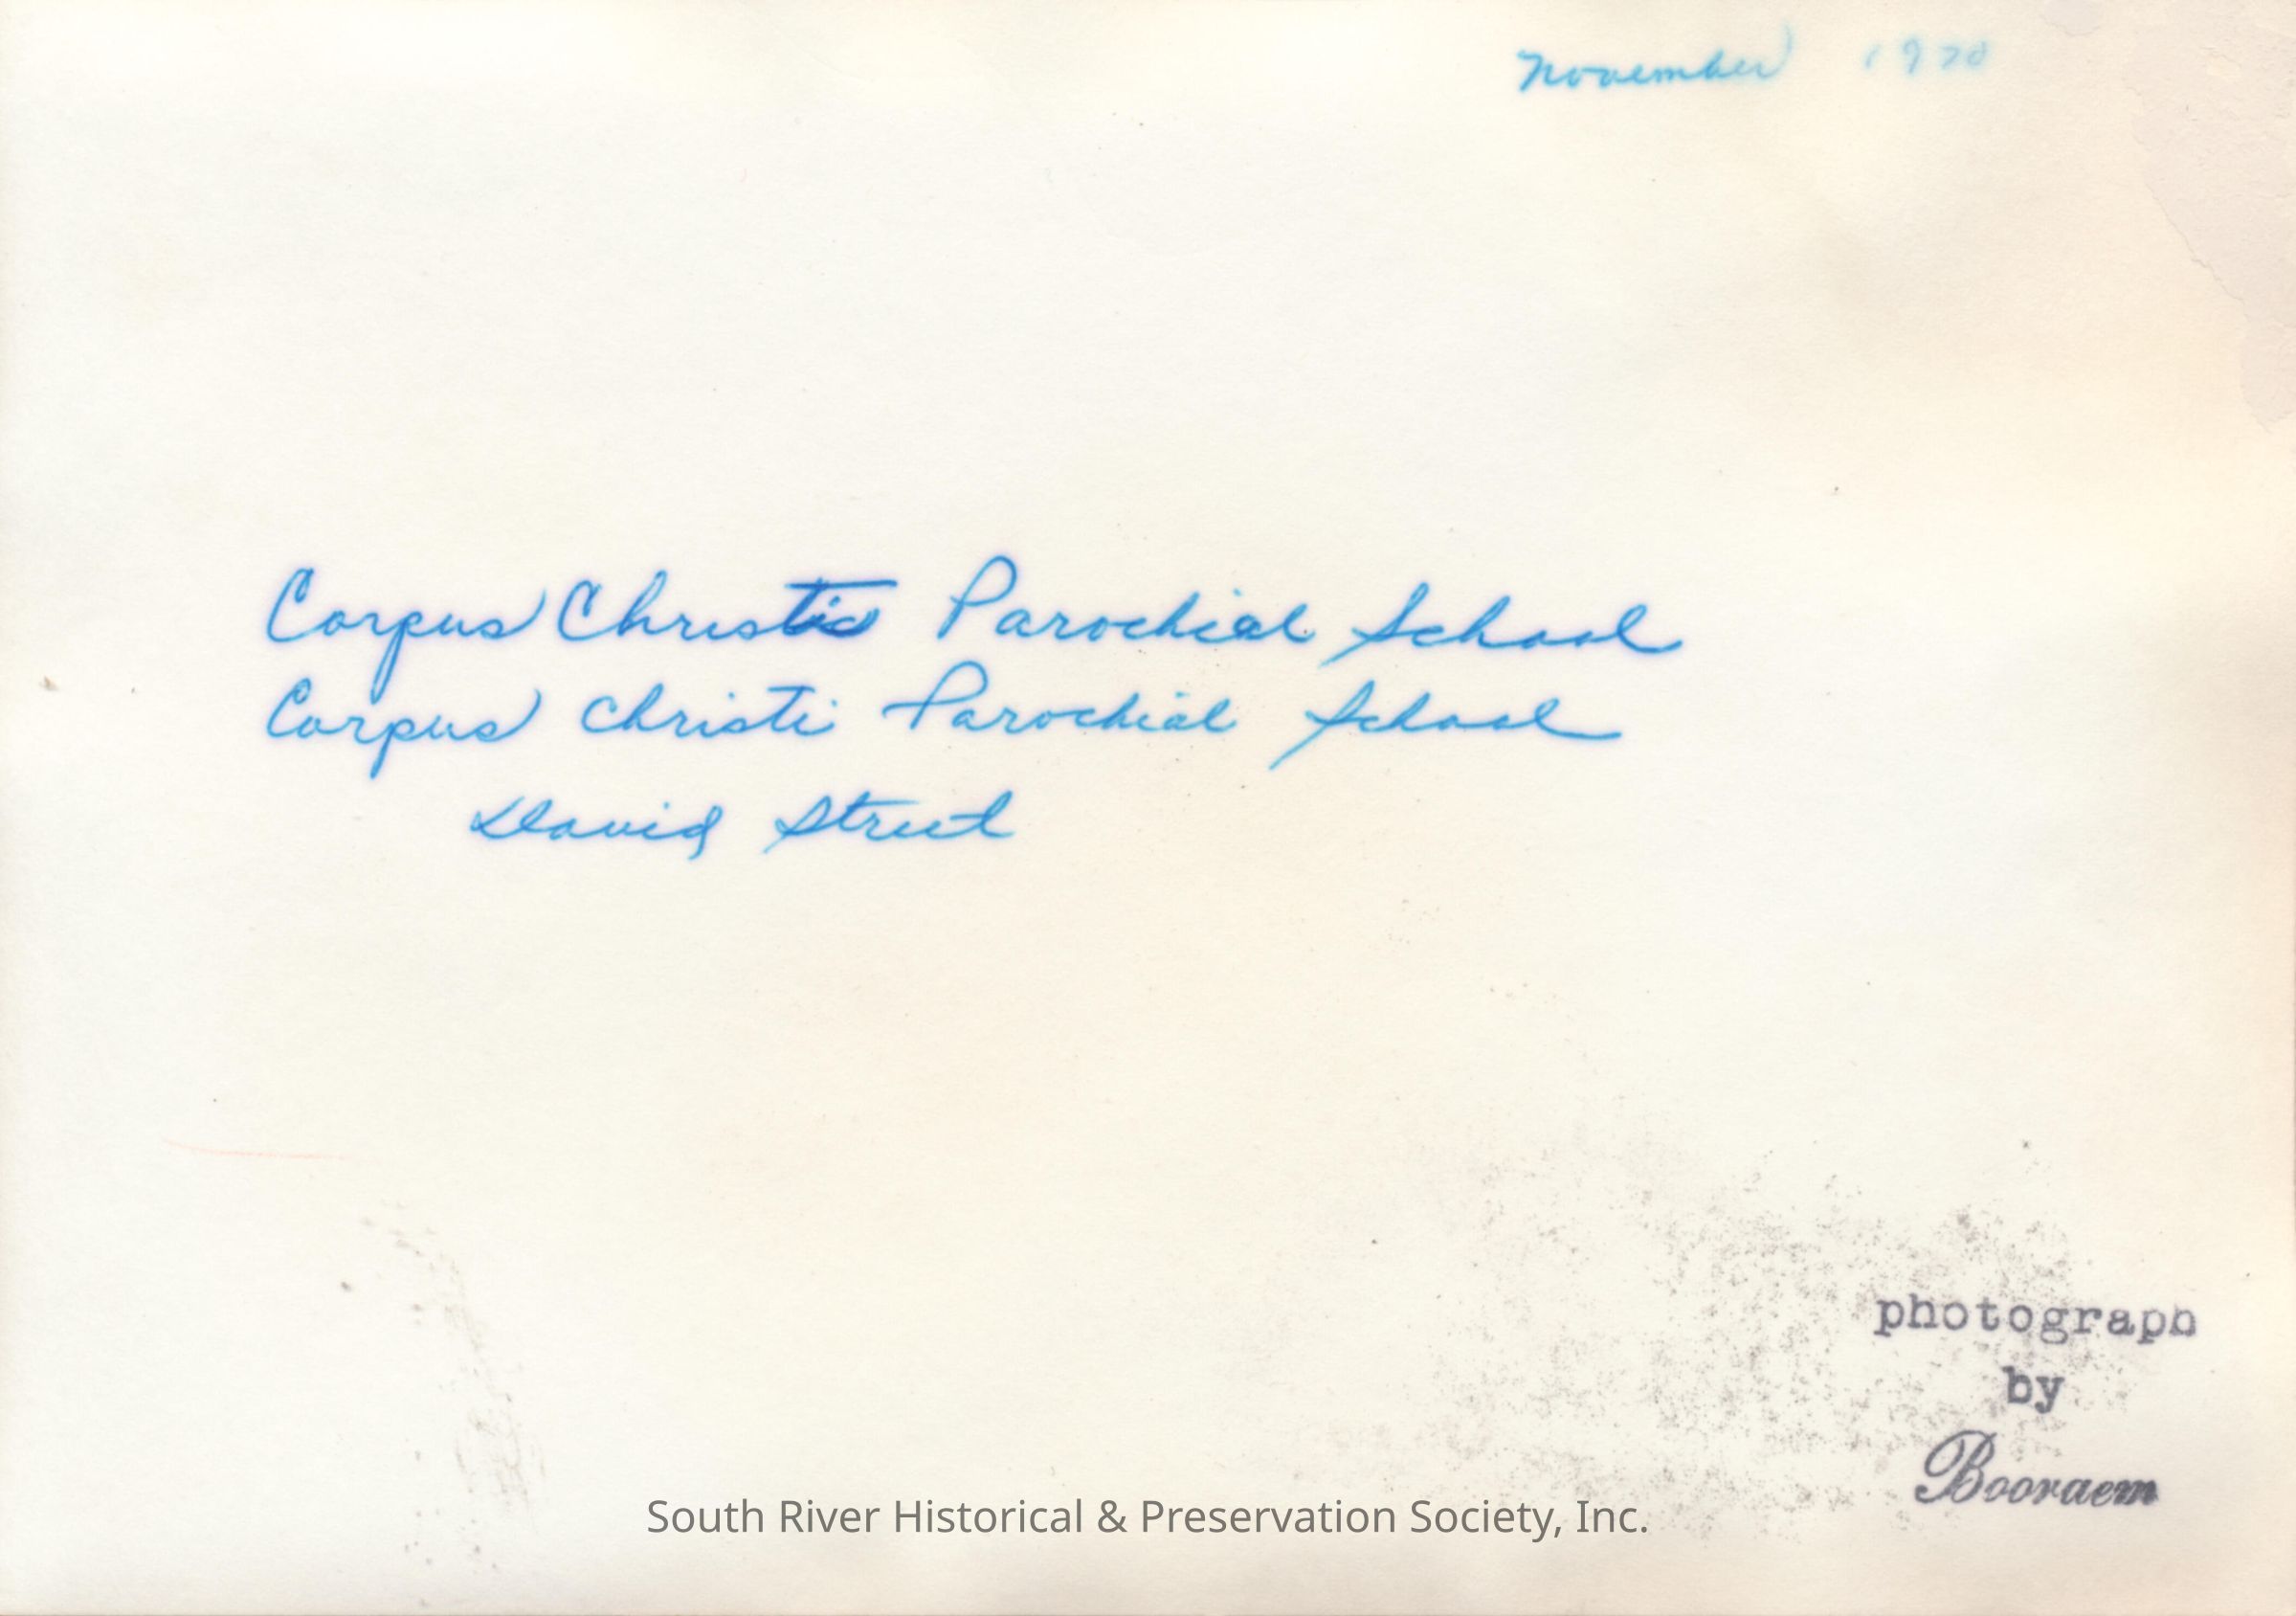 November 1970
Corpus Christi Parochial School
Corpus Christi Parochial School
David Street
photograph
by
Booraem
South River Historical & Preservation Society, Inc.